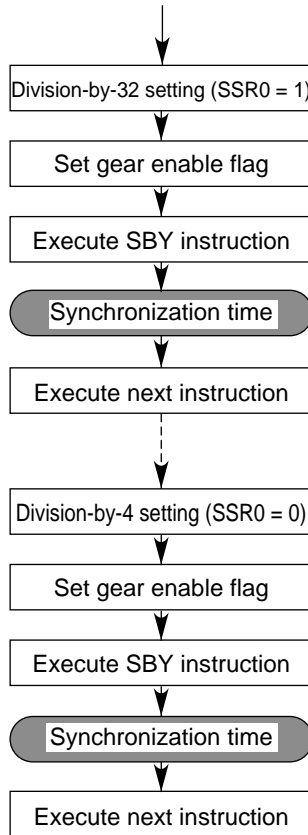 Division-by-32 setting (SSR0 = 1)
Set gear enable flag
Execute SBY instruction
Synchronization time
Execute next instruction
Division-by-4 setting (SSR0 = 0)
Set gear enable flag
Execute SBY instruction
Synchronization time
Execute next instruction